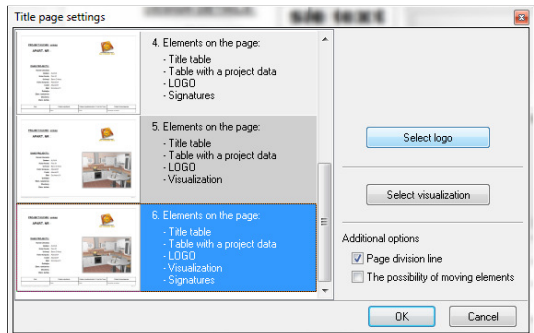 Title page settings
4. Elements on the page:
- Title table
- Table with a project data
- LOGO
- Signatures
5. Elements on the page:
- Title table
- Table with a project data
- LOGO
- Visualization
6. Elements on the page:
- Title table
- Table with a project data
- LOGO
- Visualization
- Signatures
Select logo
Select visualization
Additional options
Page division line
The possibility of moving elements
OK
Cancel